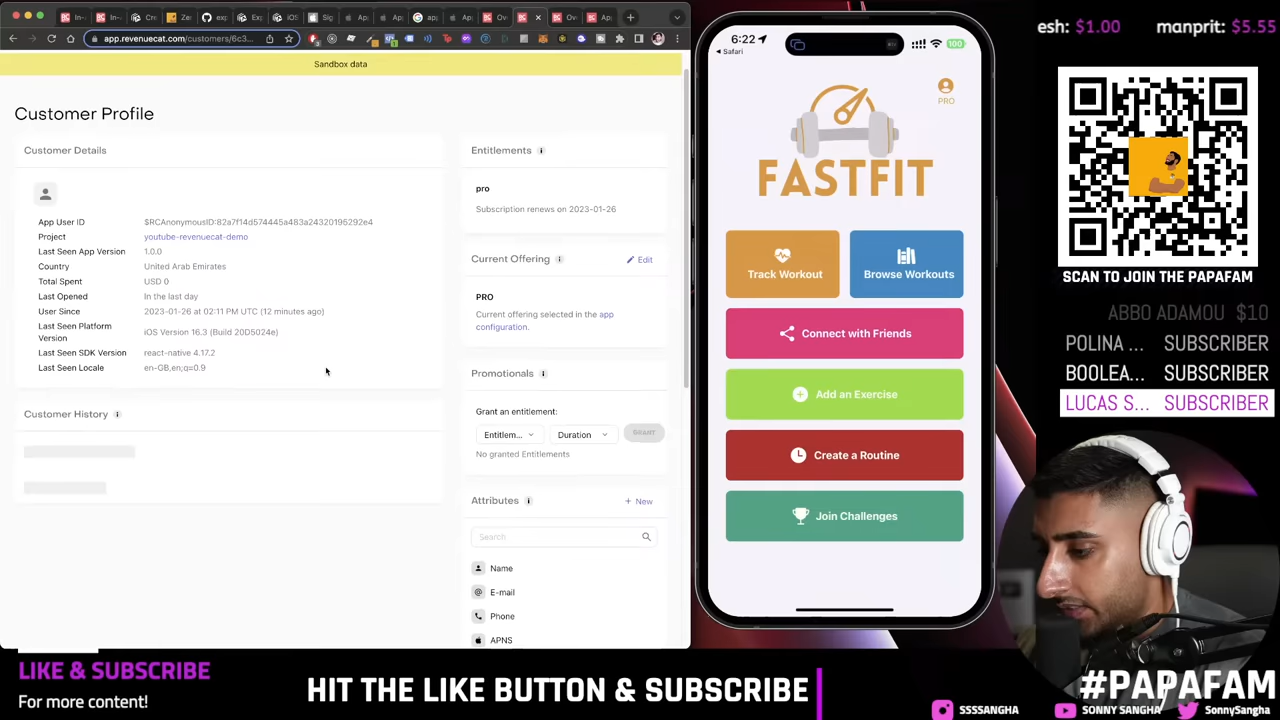 app.revenuecat.com/customers/6c3...
Sandbox data
Customer Profile
Customer Details
App User ID $RCAnonymousID:82a7f14d574445a483a24320195292e4
Project youtube-revenuecat-demo
Last Seen App Version 1.0.0
Country United Arab Emirates
Total Spent USD 0
Last Opened In the last day
User Since 2023-01-26 at 02:11 PM UTC (12 minutes ago)
Last Seen Platform Version iOS Version 16.3 (Build 20D5024e)
Last Seen SDK Version react-native 4.17.2
Last Seen Locale en-GB,en;q=0.9
Customer History
Entitlements
pro
Subscription renews on 2023-01-26
Current Offering
Edit
PRO
Current offering selected in the app
configuration.
Promotionals
Grant an entitlement:
Entitlem...
Duration
GRANT
No granted Entitlements
Attributes
+ New
Search
Name
E-mail
Phone
APNS
6:22
Safari
100
PRO
FASTFIT
Track Workout
Browse Workouts
Connect with Friends
Add an Exercise
Create a Routine
Join Challenges
esh: $1.00
manprit: $5.55
SCAN TO JOIN THE PAPAFAM
ABBO ADAMOU $10
POLINA ... SUBSCRIBER
BOOLEA... SUBSCRIBER
LUCAS S... SUBSCRIBER
LIKE & SUBSCRIBE
For more content!
HIT THE LIKE BUTTON & SUBSCRIBE
#PAPAFAM
SSSSANGHA
SONNY SANGHA
SonnySangha